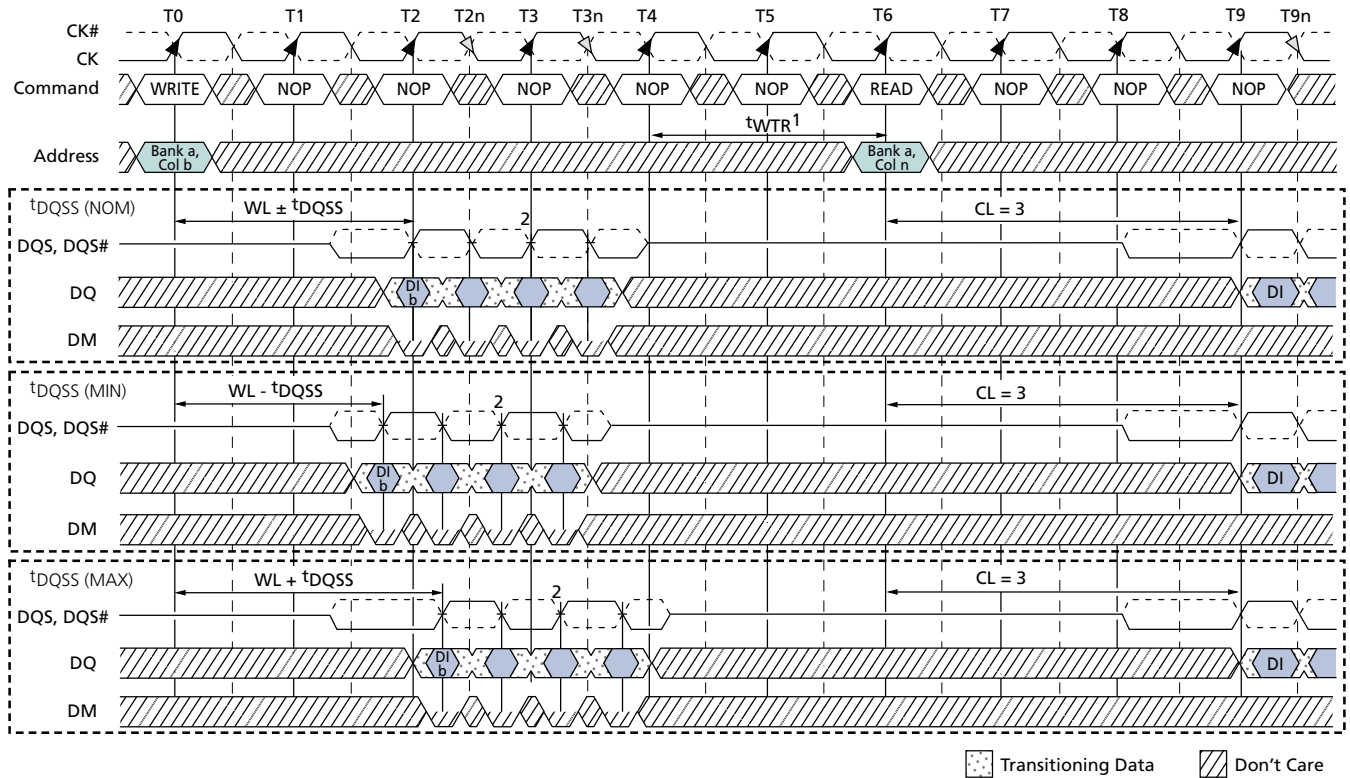 T0 T1 T2 T2n T3 T3n T4 T5 T6 T7 T8 T9 T9n
CK#
CK
Command WRITE NOP NOP NOP NOP NOP READ NOP NOP NOP
tWTR1
Address Bank a, Col b Bank a, Col n
tDQSS (NOM) WL ± tDQSS 2 CL = 3
DQS, DQS#
DQ DI b DI
DM
tDQSS (MIN) WL - tDQSS 2 CL = 3
DQS, DQS#
DQ DI b DI
DM
tDQSS (MAX) WL + tDQSS 2 CL = 3
DQS, DQS#
DQ DI b DI
DM
Transitioning Data Don't Care